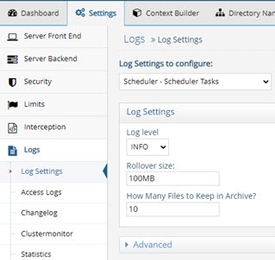 Dashboard Settings Context Builder Directory Nam
Server Front End
Server Backend
Security
Limits
Interception
Logs
Log Settings
Access Logs
Changelog
Clustermonitor
Statistics
Logs » Log Settings
Log Settings to configure:
Scheduler - Scheduler Tasks
Log Settings
Log level
INFO
Rollover size:
100MB
How Many Files to Keep in Archive?
10
Advanced